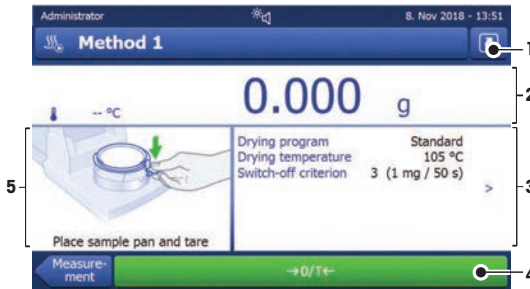 Administrator 8. Nov 2018 - 13:51
Method 1
1
2
-- °C 0.000 g
Drying program Standard
Drying temperature 105 °C
Switch-off criterion 3 (1 mg / 50 s)
>
5
3
Place sample pan and tare
Measure-
ment
→0/T←
4